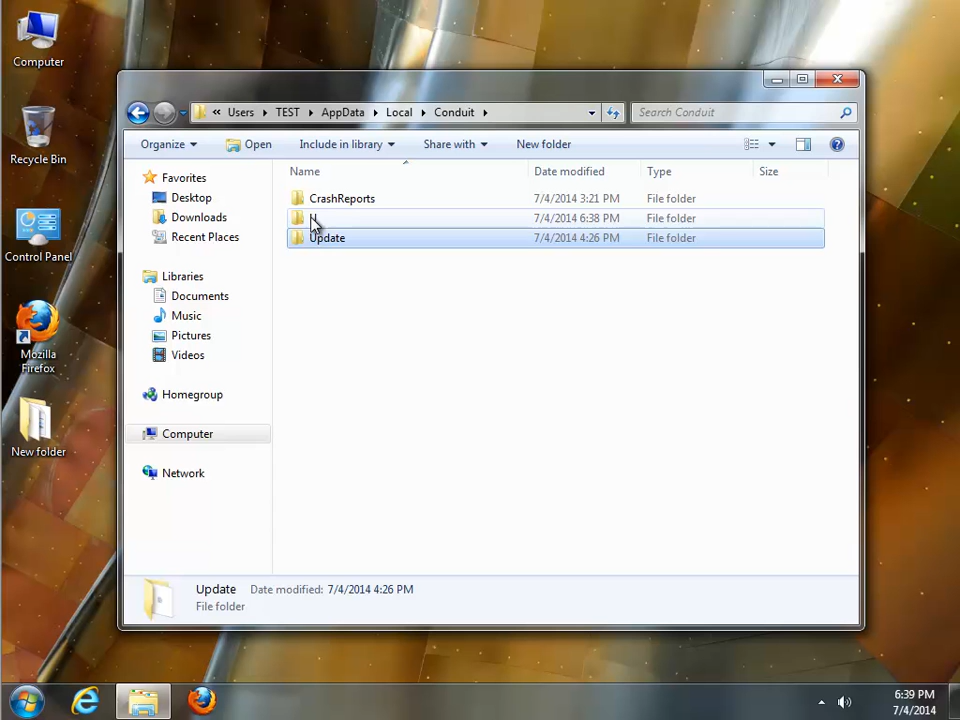 Computer
Recycle Bin
Control Panel
Mozilla
Firefox
New folder
« Users TEST AppData Local Conduit
Search Conduit
Organize Open Include in library Share with New folder
Name Date modified Type Size
CrashReports 7/4/2014 3:21 PM File folder
7/4/2014 6:38 PM File folder
Update 7/4/2014 4:26 PM File folder
Favorites
Desktop
Downloads
Recent Places
Libraries
Documents
Music
Pictures
Videos
Homegroup
Computer
Network
Update Date modified: 7/4/2014 4:26 PM
File folder
6:39 PM
7/4/2014